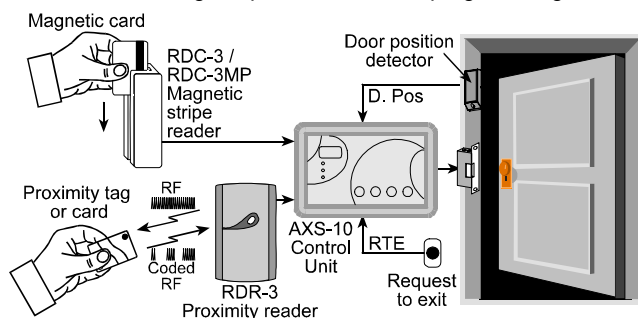 Magnetic card
RDC-3 /
RDC-3MP
Magnetic
stripe
reader
Door position
detector
D. Pos
Proximity tag
or card
RF
Coded
RF
RDR-3
Proximity reader
AXS-10
Control
Unit
RTE
Request
to exit